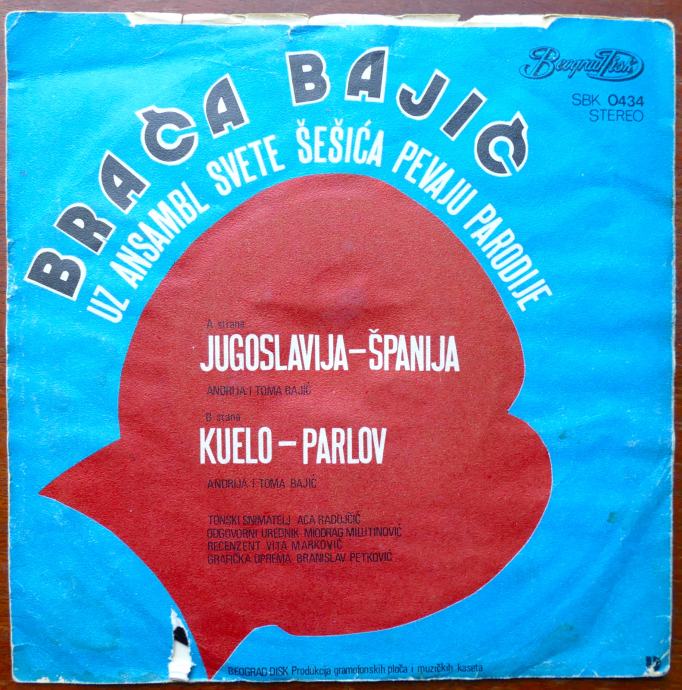 Beograd Disk
SBK 0434
STEREO
BRAĆA BAJIĆ
UZ ANSAMBL SVETE ŠEŠIĆA PEVAJU PARODIJE
A strana
JUGOSLAVIJA-ŠPANIJA
ANDRIJA I TOMA BAJIĆ
B strana
KUELO-PARLOV
ANDRIJA I TOMA BAJIĆ
TONSKI SNIMATELJ ACA RADOJČIĆ
ODGOVORNI UREDNIK MIODRAG MILUTINOVIĆ
RECENZENT VITA MARKOVIĆ
GRAFIČKA OPREMA BRANISLAV PETKOVIĆ
BEOGRAD DISK Produkcija gramofonskih ploča i muzičkih kaseta